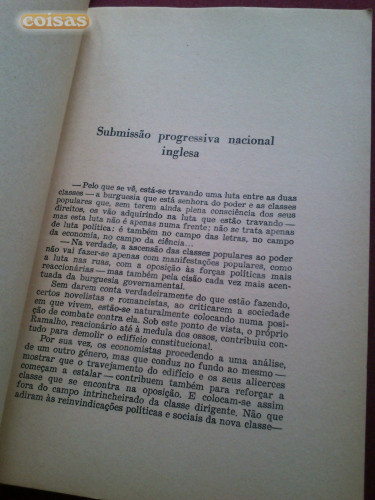 coisas
Submissão progressiva nacional
inglesa
— Pelo que se vê, está-se travando uma luta entre as duas
classes — a burguesia que está senhora do poder e as classes
populares que, sem terem ainda plena consciência dos seus
direitos, os vão adquirindo na luta que estão travando —
mas esta luta não é apenas numa frente; não se trata apenas
de luta política: é também no campo das letras, no campo
da economia, no campo da ciência...
— Na verdade, a ascensão das classes populares ao poder
não vai fazer-se apenas com manifestações populares, como
a luta nas ruas, com a oposição às forças políticas mais
reaccionárias — mas também pela cisão cada vez mais acen-
tuada da burguesia governamental.
Sem darem conta verdadeiramente do que estão fazendo,
certos novelistas e romancistas, ao criticarem a sociedade
em que vivem, estão-se naturalmente colocando numa posi-
ção de combate contra ela. Sob este ponto de vista, o próprio
Ramalho, reaccionário até à medula dos ossos, contribuiu con-
tudo para demolir o edifício constitucional.
Por sua vez, os economistas procedendo a uma análise,
de um outro género, mas que conduz no fundo ao mesmo —
mostrar que o travejamento do edifício e os seus alicerces
começam a estalar — contribuem também para reforçar a
classe que se encontra na oposição. E colocam-se assim
fora do campo intrincheirado da classe dirigente. Não que
adiram às reinvindicações políticas e sociais da nova classe—